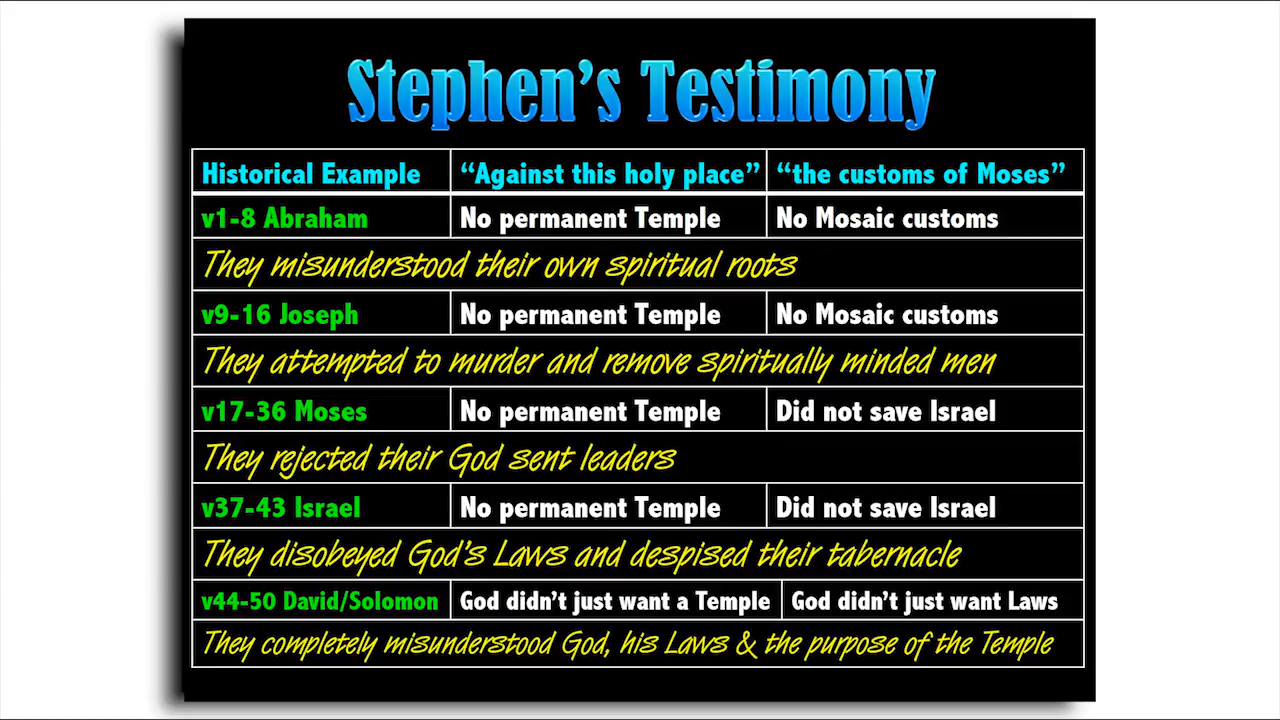 Stephen’s Testimony
Historical Example “Against this holy place” “the customs of Moses”
v1-8 Abraham No permanent Temple No Mosaic customs
They misunderstood their own spiritual roots
v9-16 Joseph No permanent Temple No Mosaic customs
They attempted to murder and remove spiritually minded men
v17-36 Moses No permanent Temple Did not save Israel
They rejected their God sent leaders
v37-43 Israel No permanent Temple Did not save Israel
They disobeyed God’s Laws and despised their tabernacle
v44-50 David/Solomon God didn’t just want a Temple God didn’t just want Laws
They completely misunderstood God, his Laws & the purpose of the Temple